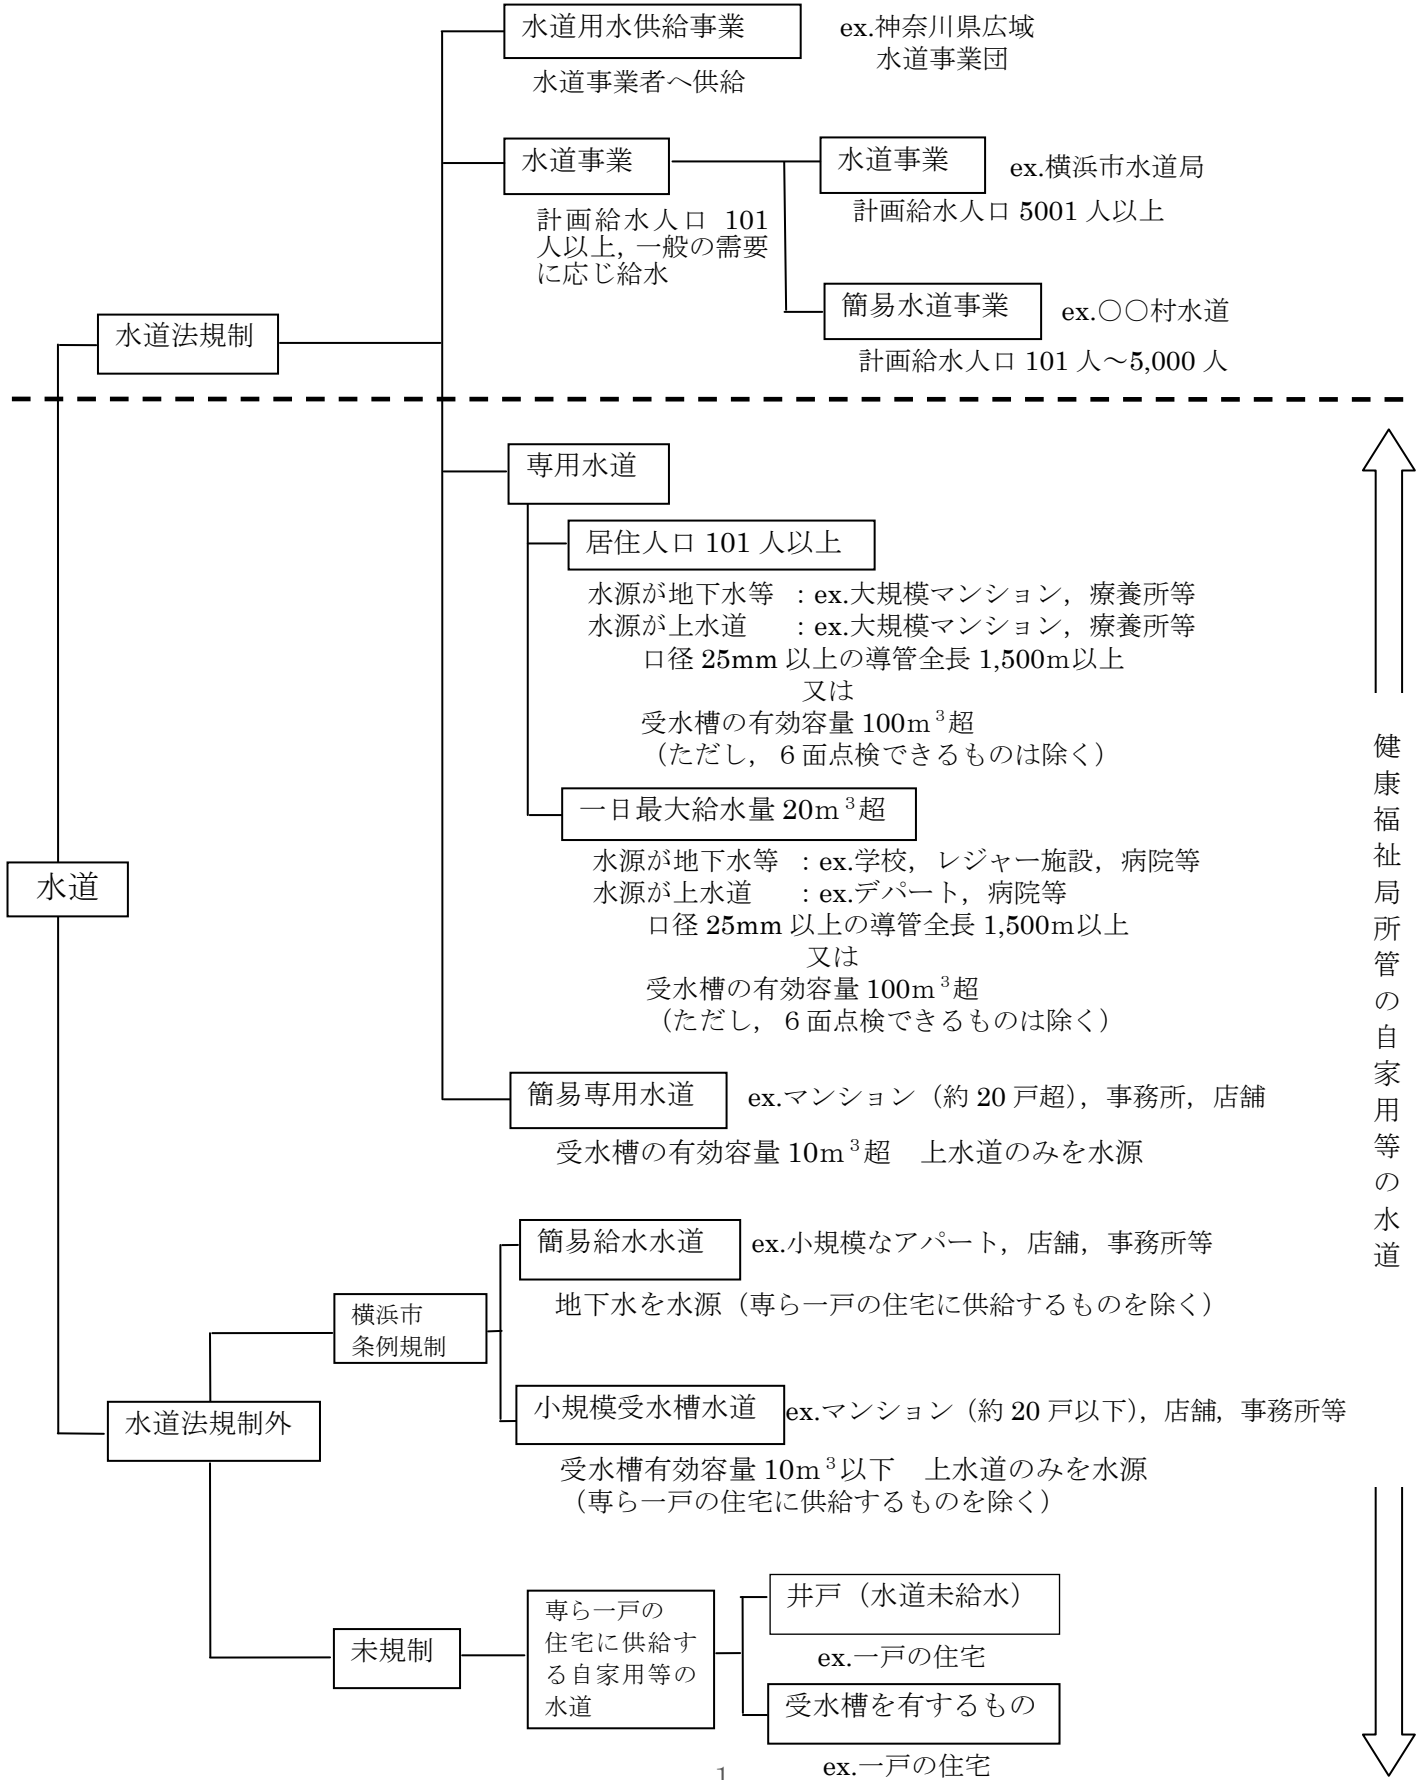 水道用水供給事業
ex.神奈川県広域
水道事業団
水道事業者へ供給
水道事業
水道事業
ex.横浜市水道局
計画給水人口 5001 人以上
計画給水人口 101
人以上，一般の需要
に応じ給水
簡易水道事業
ex.○○村水道
計画給水人口 101 人～5,000 人
水道法規制
専用水道
居住人口 101 人以上
水源が地下水等 ：ex.大規模マンション，療養所等
水源が上水道 ：ex.大規模マンション，療養所等
口径 25mm 以上の導管全長 1,500ｍ以上
又は
受水槽の有効容量 100ｍ³超
（ただし，６面点検できるものは除く）
一日最大給水量 20ｍ³超
水源が地下水等 ：ex.学校，レジャー施設，病院等
水源が上水道 ：ex.デパート，病院等
口径 25mm 以上の導管全長 1,500ｍ以上
又は
受水槽の有効容量 100ｍ³超
（ただし，６面点検できるものは除く）
水道
健康福祉局所管の自家用等の水道
簡易専用水道
ex.マンション（約 20 戸超），事務所，店舗
受水槽の有効容量 10ｍ³超　上水道のみを水源
簡易給水水道
ex.小規模なアパート，店舗，事務所等
地下水を水源（専ら一戸の住宅に供給するものを除く）
横浜市
条例規制
小規模受水槽水道
ex.マンション（約 20 戸以下），店舗，事務所等
受水槽有効容量 10ｍ³以下　上水道のみを水源
（専ら一戸の住宅に供給するものを除く）
水道法規制外
未規制
専ら一戸の
住宅に供給す
る自家用等の
水道
井戸（水道未給水）
ex.一戸の住宅
受水槽を有するもの
ex.一戸の住宅
1